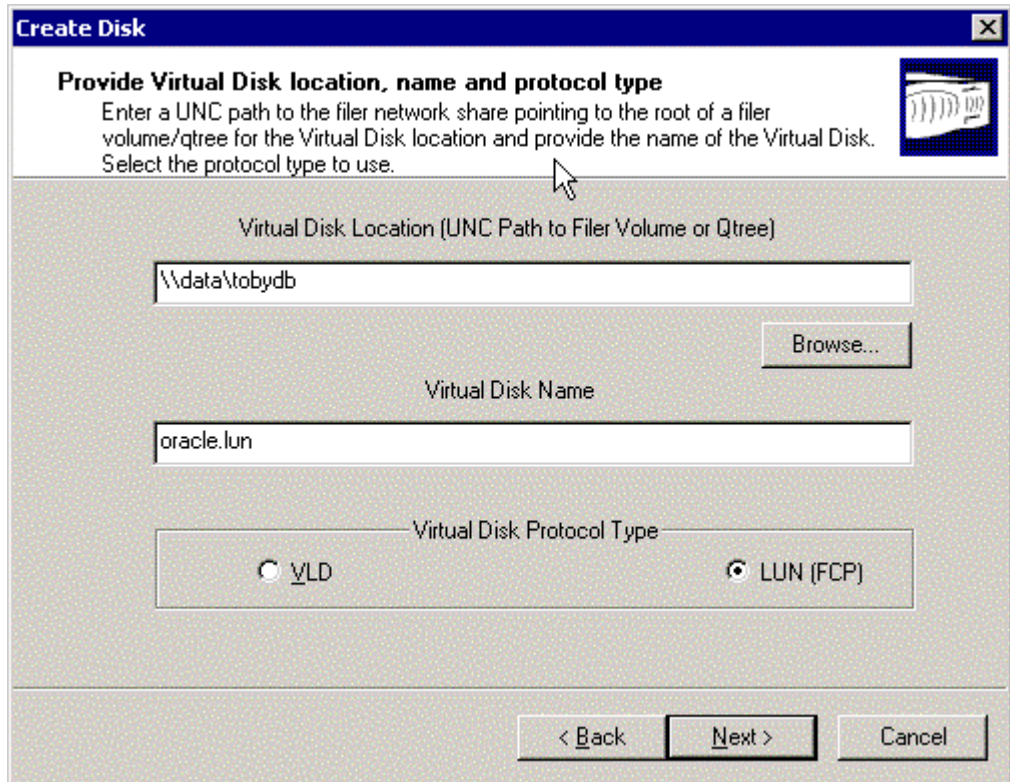 Create Disk
Provide Virtual Disk location, name and protocol type
Enter a UNC path to the filer network share pointing to the root of a filer
volume/qtree for the Virtual Disk location and provide the name of the Virtual Disk.
Select the protocol type to use.
Virtual Disk Location (UNC Path to Filer Volume or Qtree)
\\data\tobydb
Browse...
Virtual Disk Name
oracle.lun
Virtual Disk Protocol Type
VLD LUN (FCP)
< Back Next > Cancel